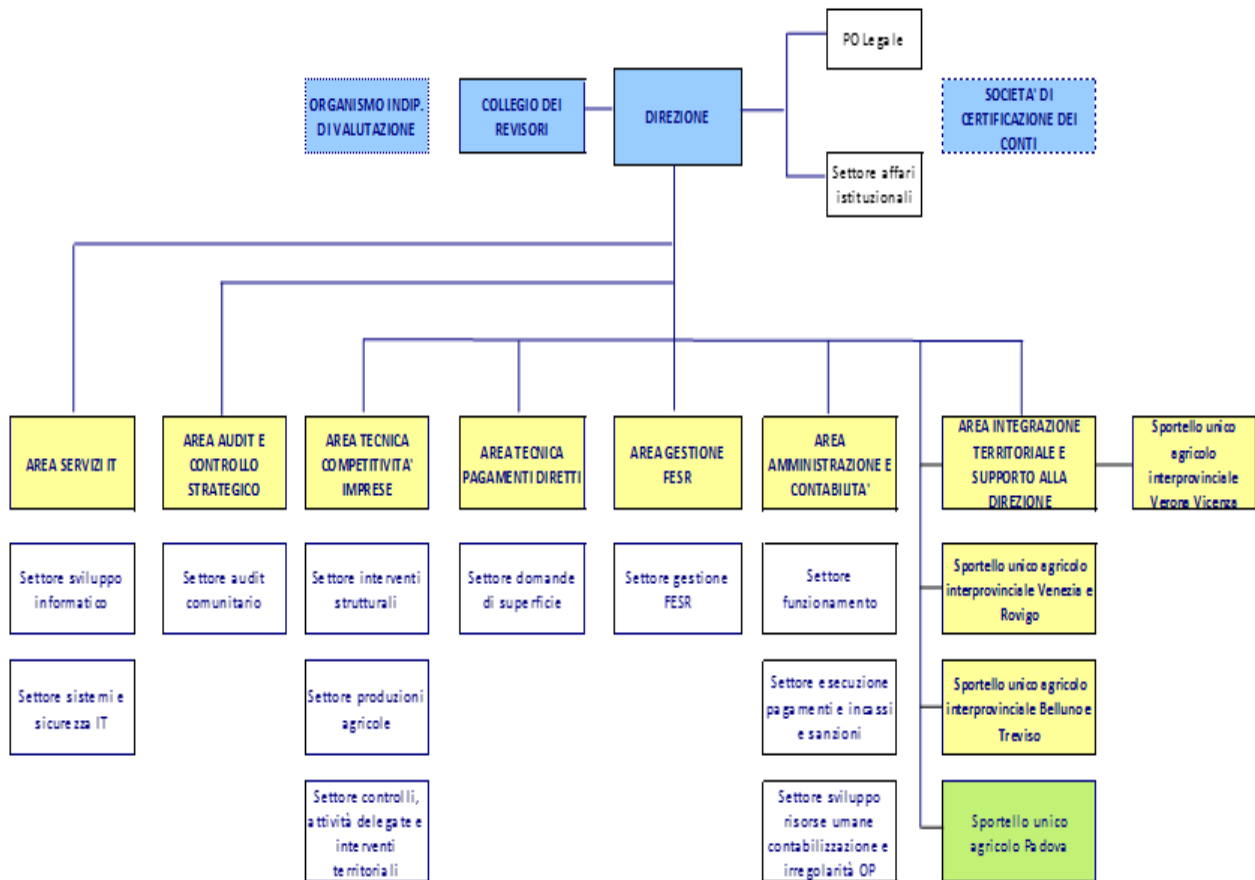 PO Legale
ORGANISMO INDIP.
DI VALUTAZIONE
COLLEGIO DEI
REVISORI
DIREZIONE
SOCIETA' DI
CERTIFICAZIONE DEI
CONTI
Settore affari
istituzionali
AREA SERVIZI IT
AREA AUDIT E
CONTROLLO
STRATEGICO
AREA TECNICA
COMPETITIVITA'
IMPRESE
AREA TECNICA
PAGAMENTI DIRETTI
AREA GESTIONE
FESR
AREA
AMMINISTRAZIONE E
CONTABILITA'
AREA INTEGRAZIONE
TERRITORIALE E
SUPPORTO ALLA
DIREZIONE
Sportello unico
agricolo
interprovinciale
Verona Vicenza
Settore sviluppo
informatico
Settore audit
comunitario
Settore interventi
strutturali
Settore domande
di superficie
Settore gestione
FESR
Settore
funzionamento
Sportello unico agricolo
interprovinciale Venezia e
Rovigo
Settore sistemi e
sicurezza IT
Settore produzioni
agricole
Settore esecuzione
pagamenti e incassi
e sanzioni
Sportello unico agricolo
interprovinciale Belluno e
Treviso
Settore controlli,
attività delegate e
interventi
territoriali
Settore sviluppo
risorse umane
contabilizzazione e
irregolarità OP
Sportello unico
agricolo Padova